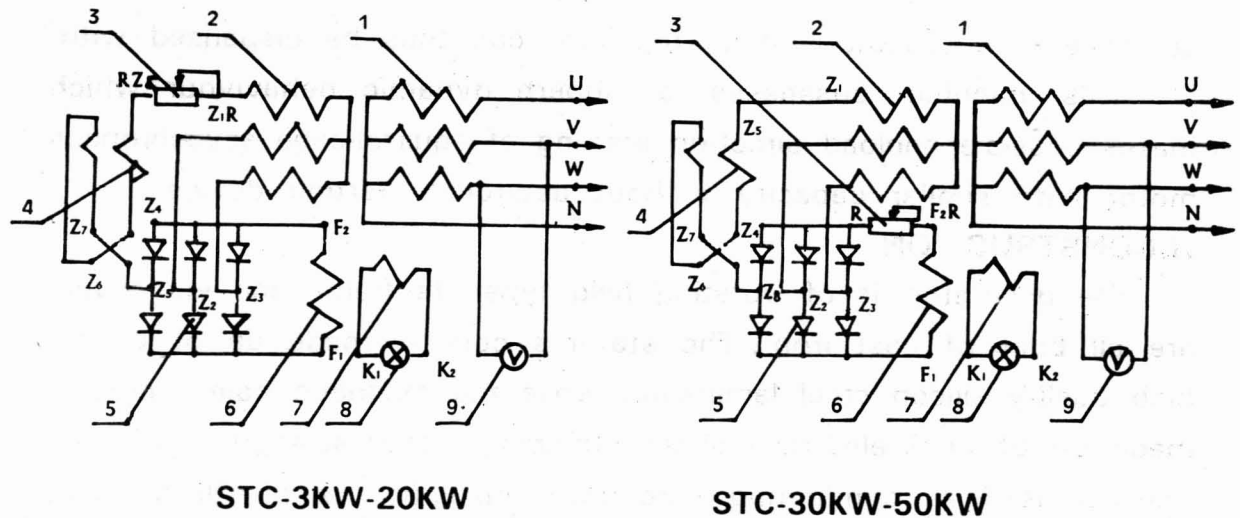 3 2 1
R Z₅ Z₁R U
V
W
N
4 Z₄ F₂
Z₇
Z₆ Z₅ Z₂ Z₃
F₁
K₁ K₂
V
5 6 7 8 9
STC-3KW-20KW
3 2 1
Z₁ U
Z₅ V
W
N
4 R F₂R
Z₇ Z₄
Z₆ Z₈ Z₂ Z₃
F₁ K₁ K₂
V
5 6 7 8 9
STC-30KW-50KW